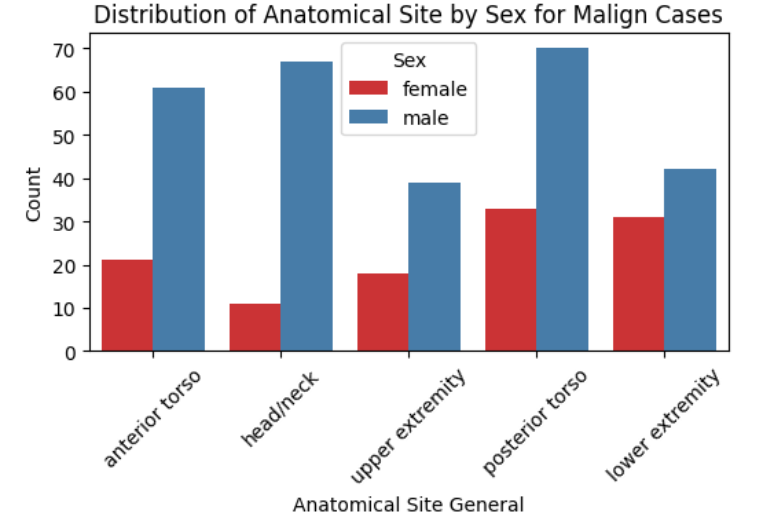 Distribution of Anatomical Site by Sex for Malign Cases
Sex
female
male
Count
70
60
50
40
30
20
10
0
anterior torso
head/neck
upper extremity
posterior torso
lower extremity
Anatomical Site General